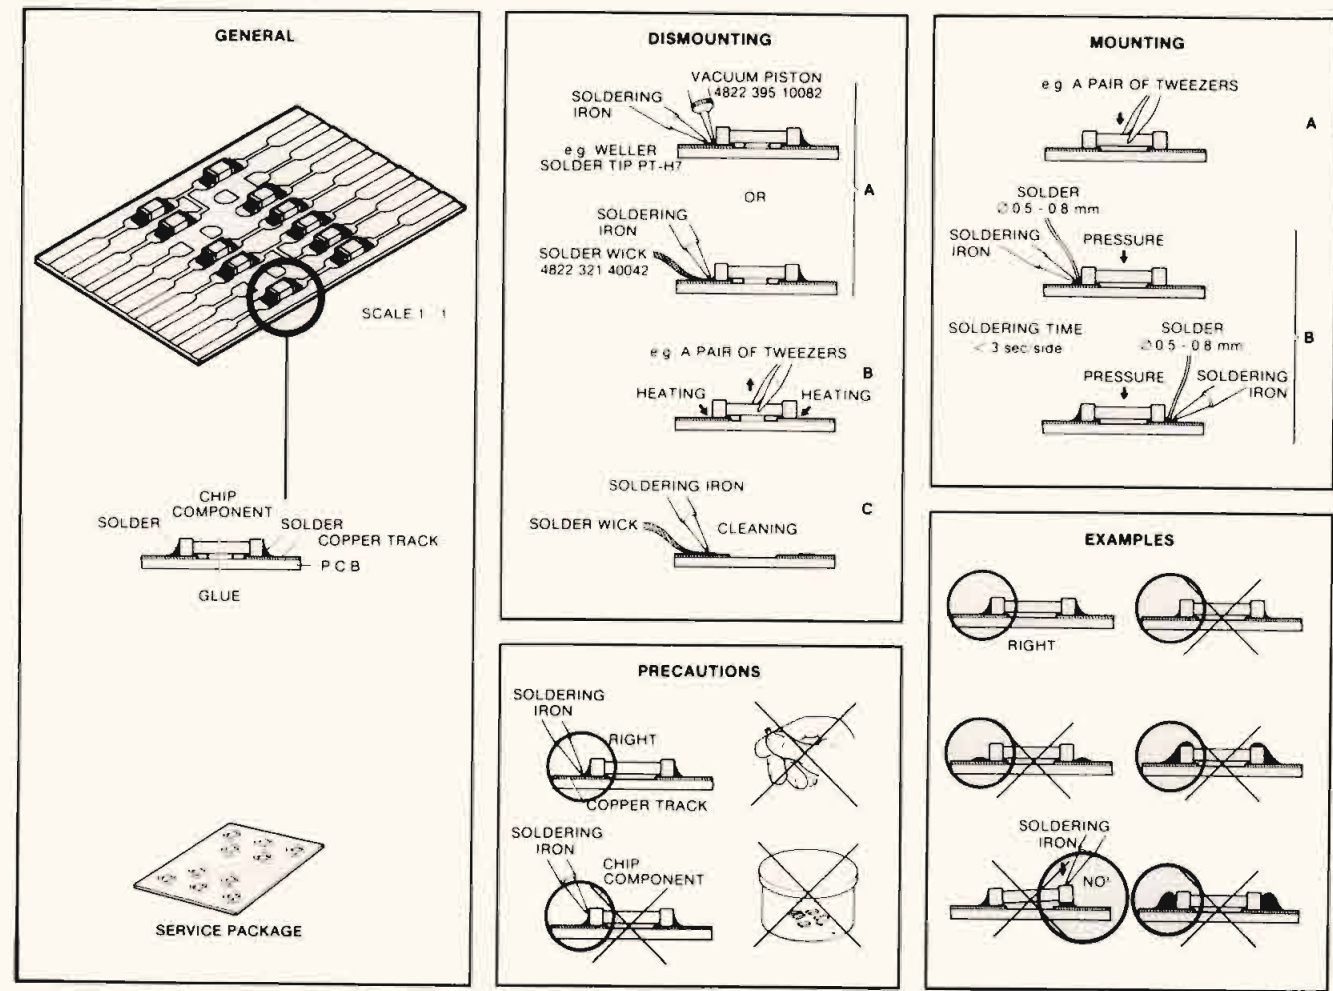 GENERAL
SCALE 1 1
CHIP
COMPONENT
SOLDER
SOLDER
COPPER TRACK
P.C.B
GLUE
SERVICE PACKAGE
DISMOUNTING
VACUUM PISTON
4822 395 10082
SOLDERING
IRON
e.g. WELLER
SOLDER TIP PT-H7
A
OR
SOLDERING
IRON
SOLDER WICK
4822 321 40042
e.g. A PAIR OF TWEEZERS
B
HEATING
HEATING
SOLDERING IRON
C
SOLDER WICK
CLEANING
PRECAUTIONS
SOLDERING
IRON
RIGHT
COPPER TRACK
SOLDERING
IRON
CHIP
COMPONENT
MOUNTING
e.g. A PAIR OF TWEEZERS
A
SOLDER
∅ 0.5 - 0.8 mm
SOLDERING
IRON
PRESSURE
SOLDERING TIME
< 3 sec/side
SOLDER
∅ 0.5 - 0.8 mm
B
PRESSURE
SOLDERING
IRON
EXAMPLES
RIGHT
SOLDERING
IRON
NO!